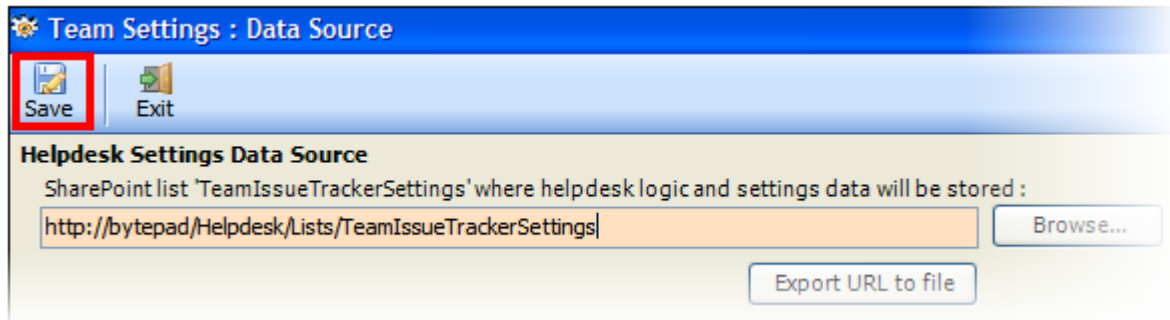 Team Settings : Data Source
Save Exit
Helpdesk Settings Data Source
SharePoint list 'TeamIssueTrackerSettings' where helpdesk logic and settings data will be stored :
http://bytepad/Helpdesk/Lists/TeamIssueTrackerSettings Browse...
Export URL to file